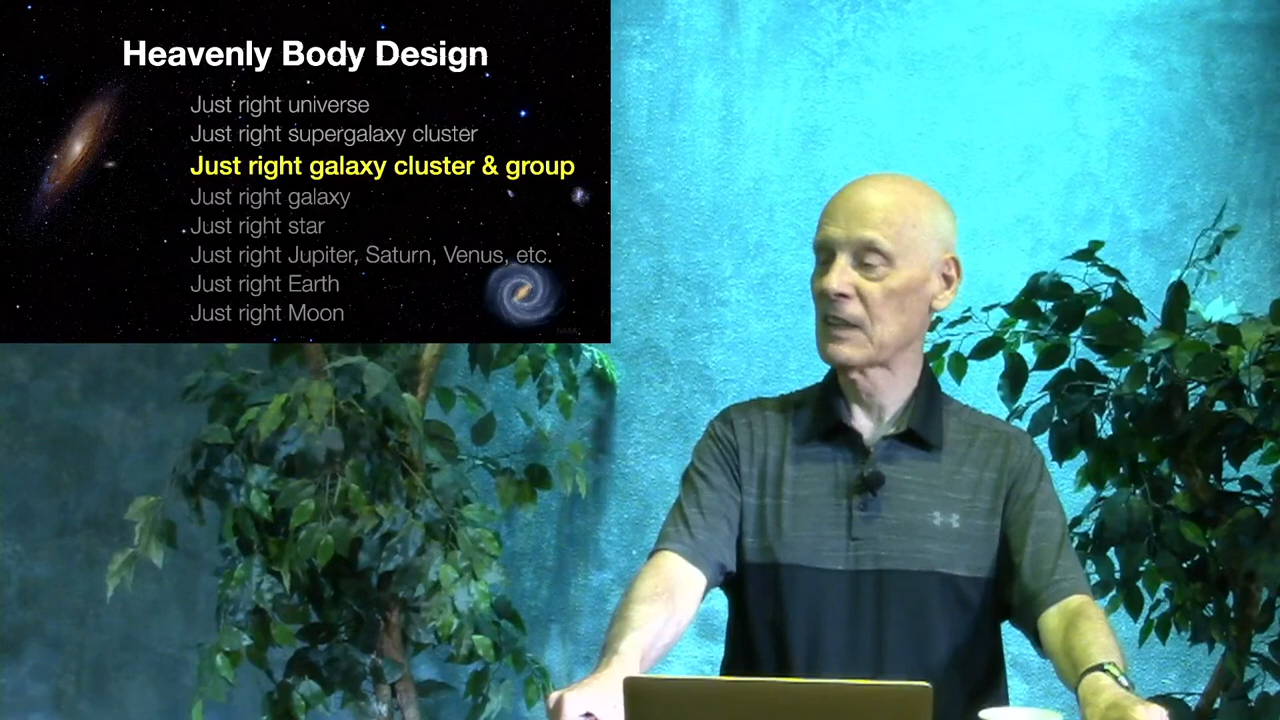 Heavenly Body Design
Just right universe
Just right supergalaxy cluster
Just right galaxy cluster & group
Just right galaxy
Just right star
Just right Jupiter, Saturn, Venus, etc.
Just right Earth
Just right Moon
NASA